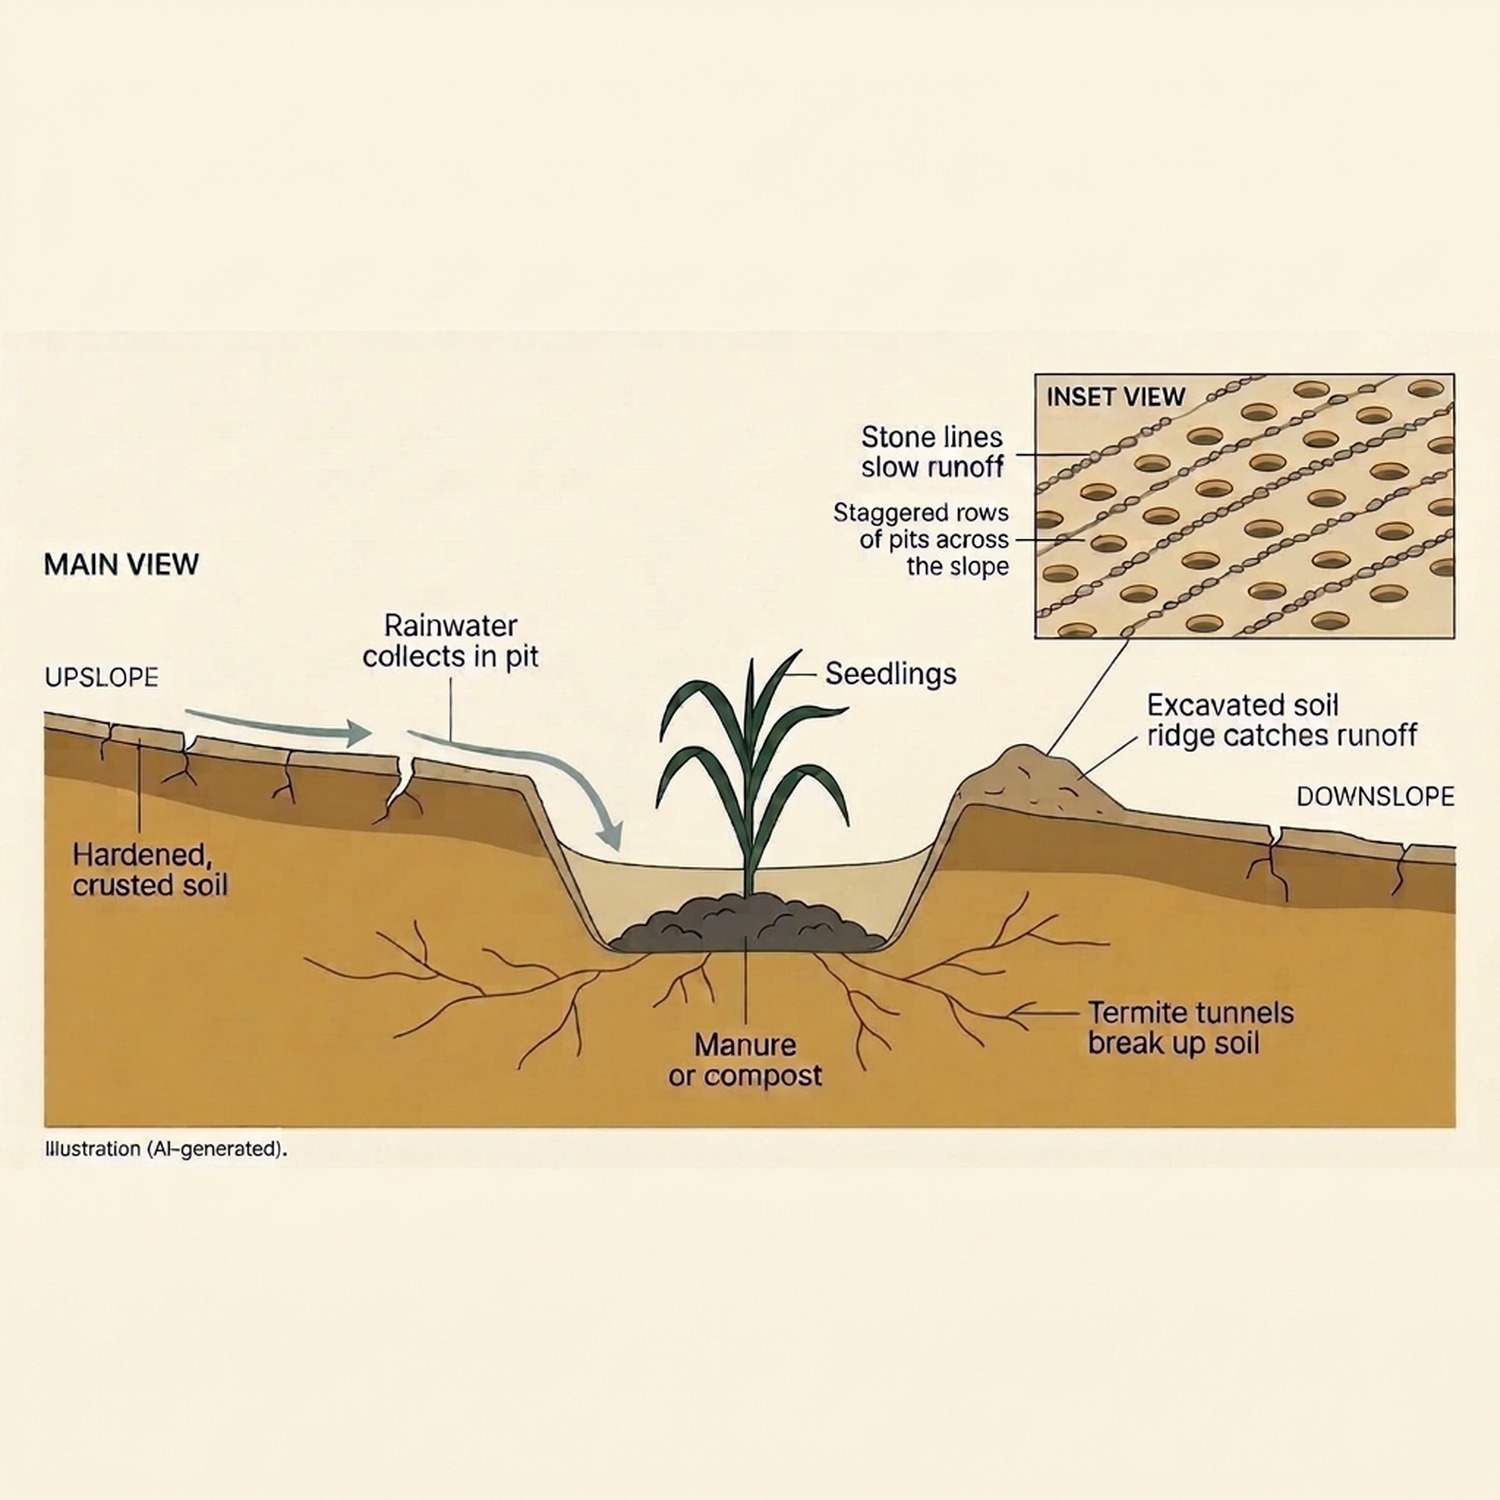 INSET VIEW
Stone lines
slow runoff
Staggered rows
of pits across
the slope
MAIN VIEW
Rainwater
collects in pit
UPSLOPE
Seedlings
Excavated soil
ridge catches runoff
DOWNSLOPE
Hardened,
crusted soil
Termite tunnels
break up soil
Manure
or compost
Illustration (AI-generated).